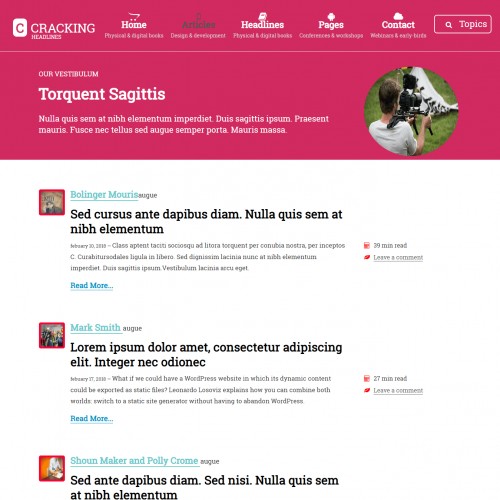 C CRACKING
HEADLINES
Home
Physical & digital books
Articles
Design & development
Headlines
Physical & digital books
Pages
Conferences & workshops
Contact
Webinars & early-birds
Topics
OUR VESTIBULUM
Torquent Sagittis
Nulla quis sem at nibh elementum imperdiet. Duis sagittis ipsum. Praesent
mauris. Fusce nec tellus sed augue semper porta. Mauris massa.
Bolinger Mouris augue
Sed cursus ante dapibus diam. Nulla quis sem at
nibh elementum
february 20, 2018 – Class aptent taciti sociosqu ad litora torquent per conubia nostra, per inceptos
C. Curabitursodales ligula in libero. Sed dignissim lacinia nunc at nibh elementum
imperdiet. Duis sagittis ipsum.Vestibulum lacinia arcu eget.
Read More...
39 min read
Leave a comment
Mark Smith augue
Lorem ipsum dolor amet, consectetur adipiscing
elit. Integer nec odionec
february 17, 2018 – What if we could have a WordPress website in which its dynamic content
could be exported as static files? Leonardo Losoviz explains how you can combine both
worlds: switch to a static site generator without having to abandon WordPress.
Read More...
27 min read
Leave a comment
Shoun Maker and Polly Crome augue
Sed ante dapibus diam. Sed nisi. Nulla quis sem
at nibh elementum